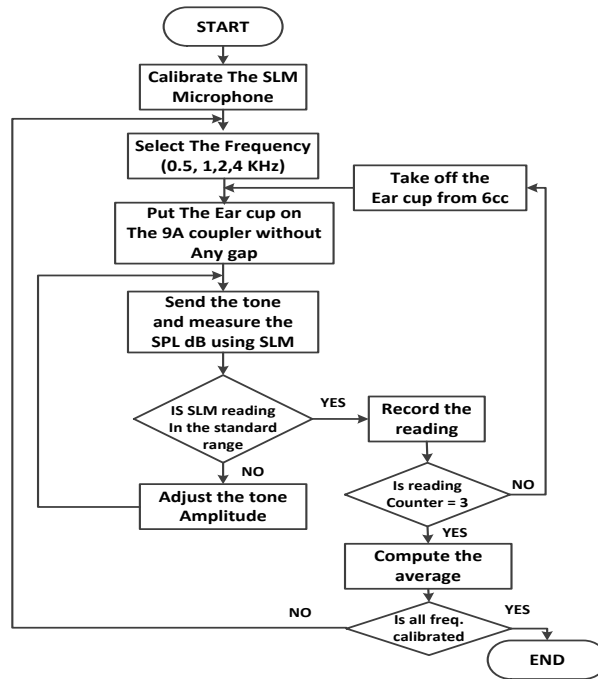 START
Calibrate The SLM
Microphone
Select The Frequency
(0.5, 1,2,4 KHz)
Take off the
Ear cup from 6cc
Put The Ear cup on
The 9A coupler without
Any gap
Send the tone
and measure the
SPL dB using SLM
IS SLM reading
In the standard
range
YES
Record the
reading
NO
Adjust the tone
Amplitude
Is reading
Counter = 3
NO
YES
Compute the
average
Is all freq.
calibrated
NO
YES
END